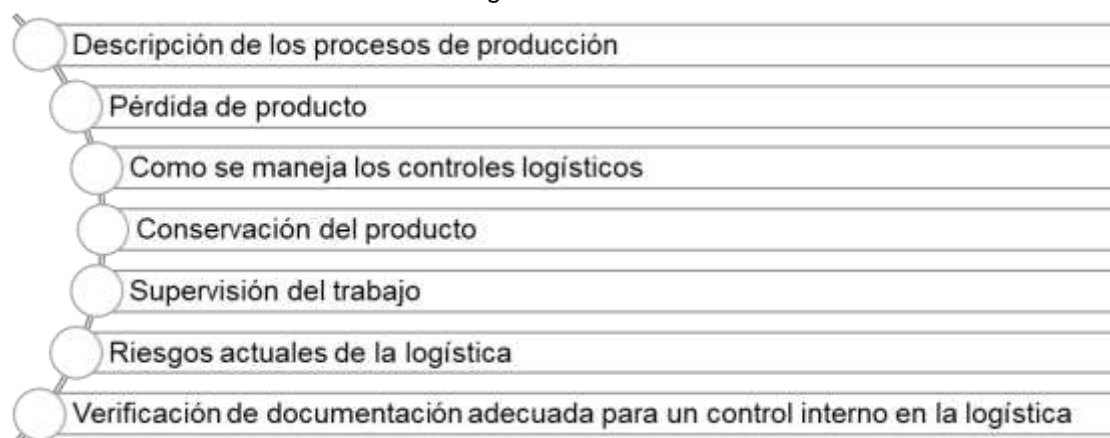 Descripción de los procesos de producción
Pérdida de producto
Como se maneja los controles logísticos
Conservación del producto
Supervisión del trabajo
Riesgos actuales de la logística
Verificación de documentación adecuada para un control interno en la logística